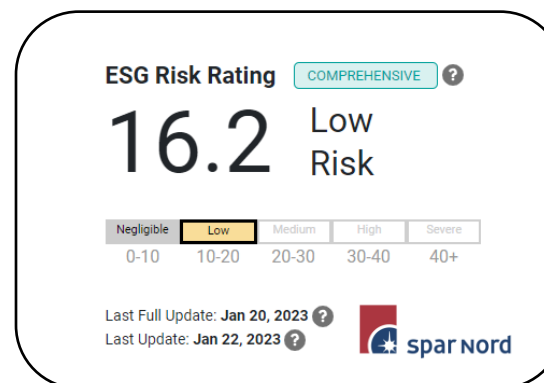 ESG Risk Rating COMPREHENSIVE ?
16.2 Low
Risk
Negligible Low Medium High Severe
0-10 10-20 20-30 30-40 40+
Last Full Update: Jan 20, 2023 ?
Last Update: Jan 22, 2023 ?
spar nord